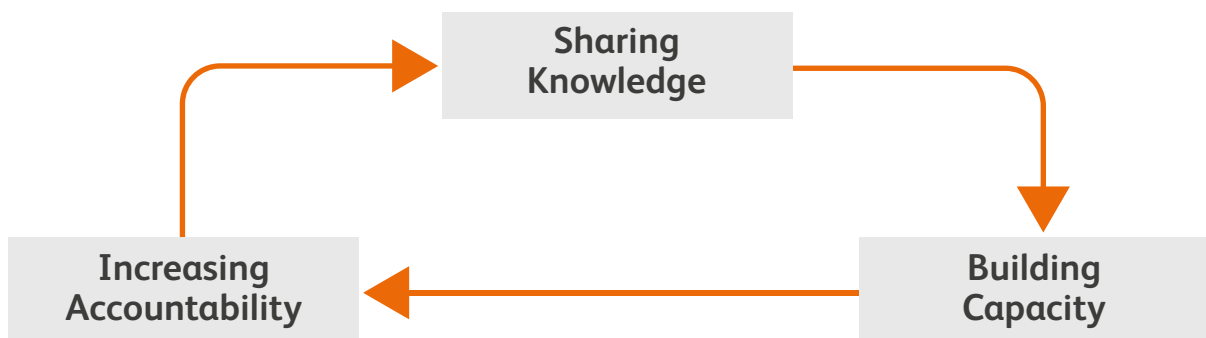 Sharing
Knowledge
Increasing
Accountability
Building
Capacity